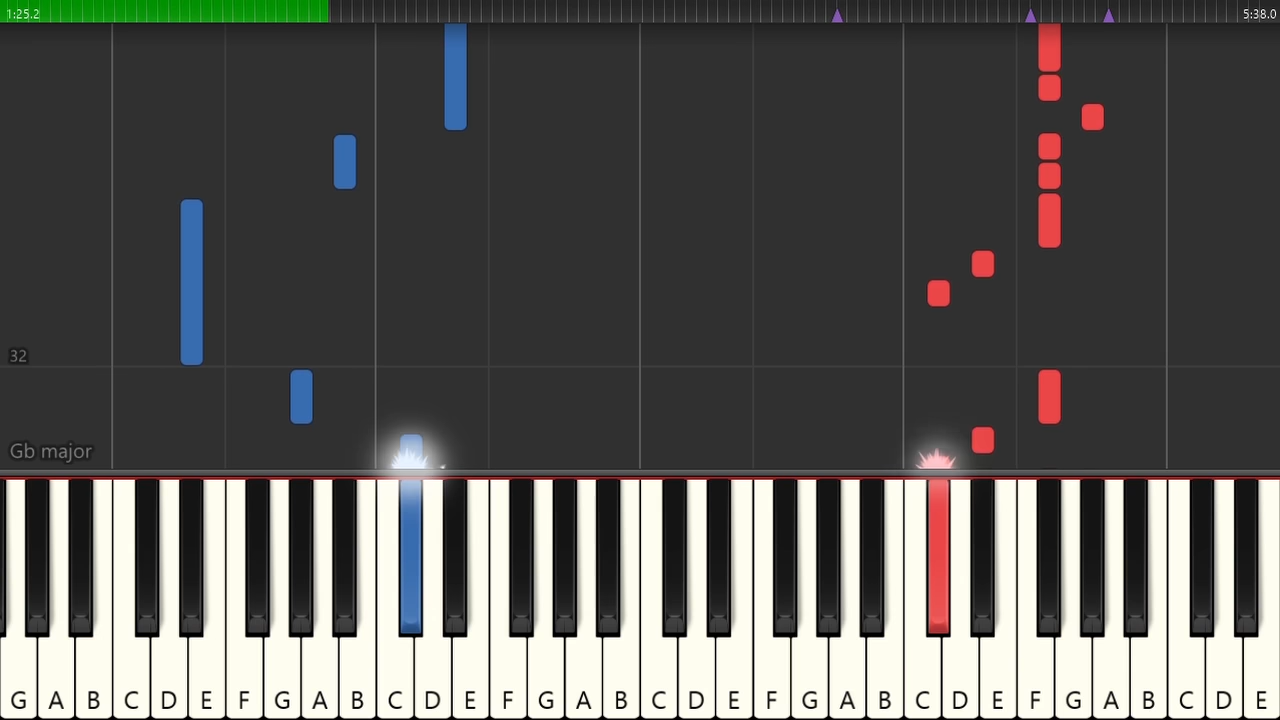 1:25.2 5:38.0
32
Gb major
G A B C D E F G A B C D E F G A B C D E F G A B C D E F G A B C D E